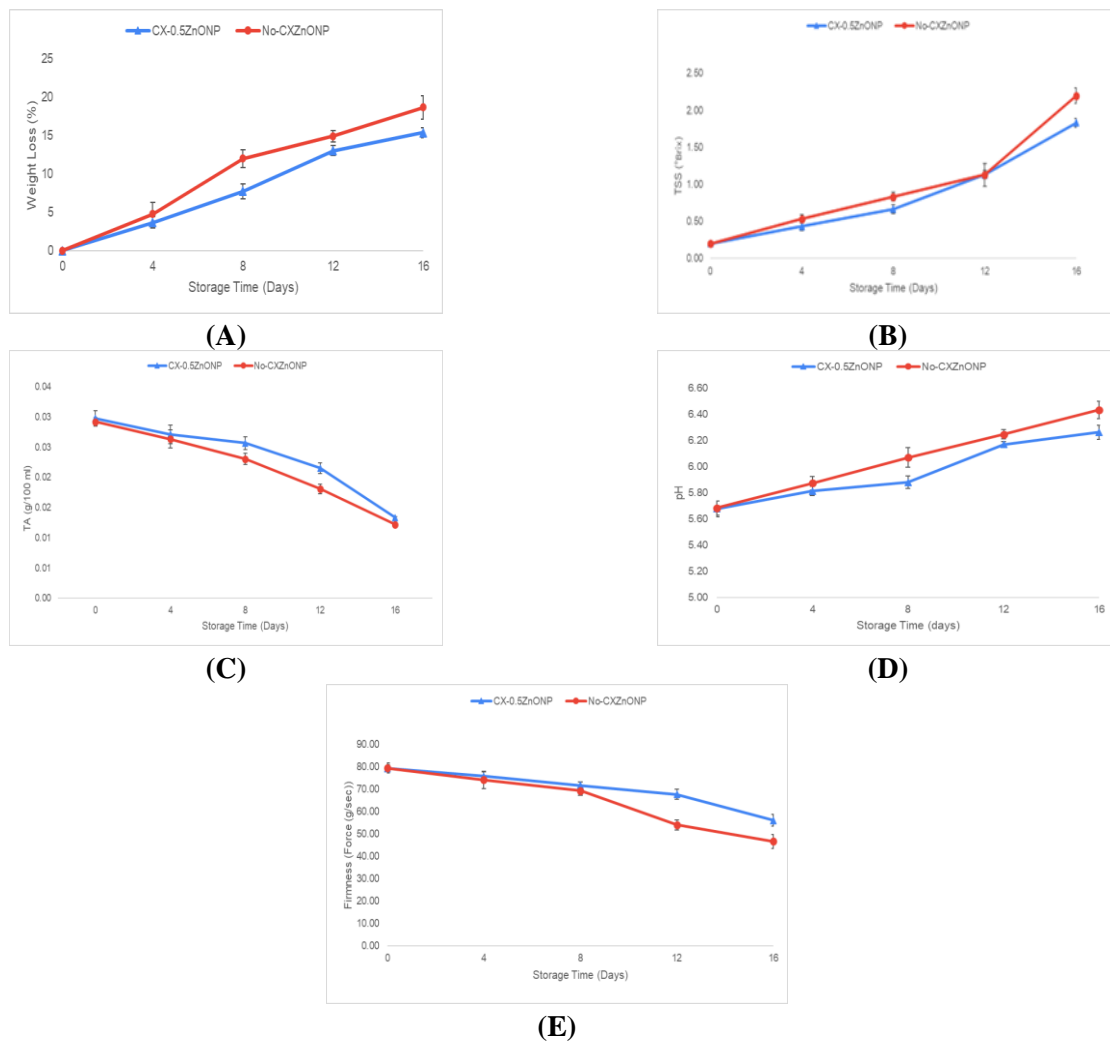 CX-0.5ZnONP No-CXZnONP
Weight Loss (%)
25
20
15
10
5
0
0 4 8 12 16
Storage Time (Days)
(A)
CX-0.5ZnONP No-CXZnONP
TSS (°Brix)
2.50
2.00
1.50
1.00
0.50
0.00
0 4 8 12 16
Storage Time (Days)
(B)
CX-0.5ZnONP No-CXZnONP
TA (g/100 ml)
0.04
0.03
0.03
0.02
0.02
0.01
0.01
0.00
0 4 8 12 16
Storage Time (Days)
(C)
CX-0.5ZnONP No-CXZnONP
pH
6.60
6.40
6.20
6.00
5.80
5.60
5.40
5.20
5.00
0 4 8 12 16
Storage Time (days)
(D)
CX-0.5ZnONP No-CXZnONP
Firmness (Force (g/sec))
90.00
80.00
70.00
60.00
50.00
40.00
30.00
20.00
10.00
0.00
0 4 8 12 16
Storage Time (Days)
(E)